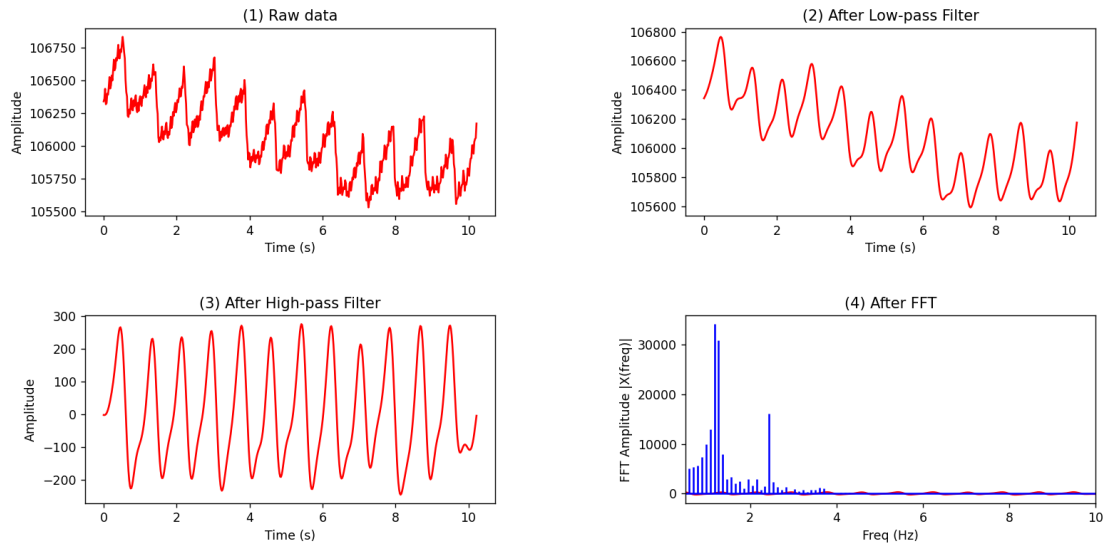 (1) Raw data
106750
106500
106250
106000
105750
105500
Amplitude
0 2 4 6 8 10
Time (s)
(2) After Low-pass Filter
106800
106600
106400
106200
106000
105800
105600
Amplitude
0 2 4 6 8 10
Time (s)
(3) After High-pass Filter
300
200
100
0
−100
−200
Amplitude
0 2 4 6 8 10
Time (s)
(4) After FFT
30000
20000
10000
0
FFT Amplitude |X(freq)|
2 4 6 8 10
Freq (Hz)